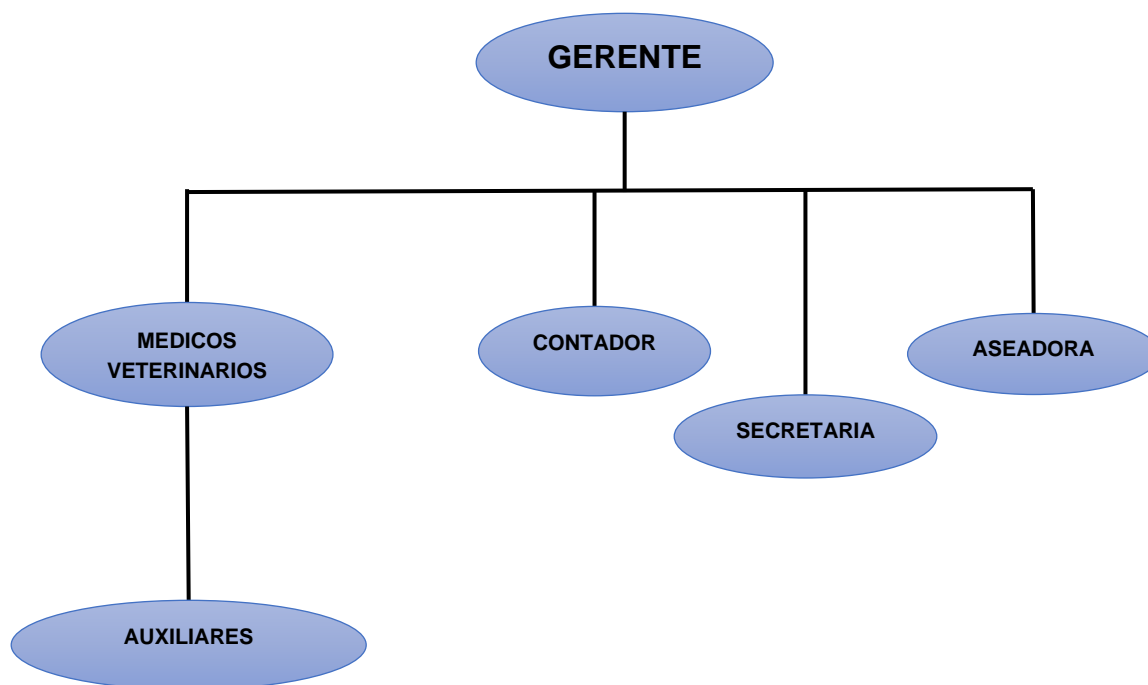 GERENTE
MEDICOS
VETERINARIOS
CONTADOR
ASEADORA
SECRETARIA
AUXILIARES